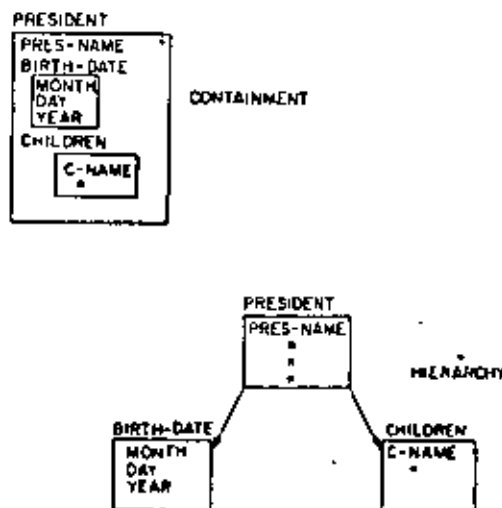 PRESIDENT
PRES-NAME
BIRTH-DATE
MONTH
DAY
YEAR
CHILDREN
C-NAME
*
CONTAINMENT
PRESIDENT
PRES-NAME
*
*
*
HIERARCHY
BIRTH-DATE
MONTH
DAY
YEAR
CHILDREN
C-NAME
*